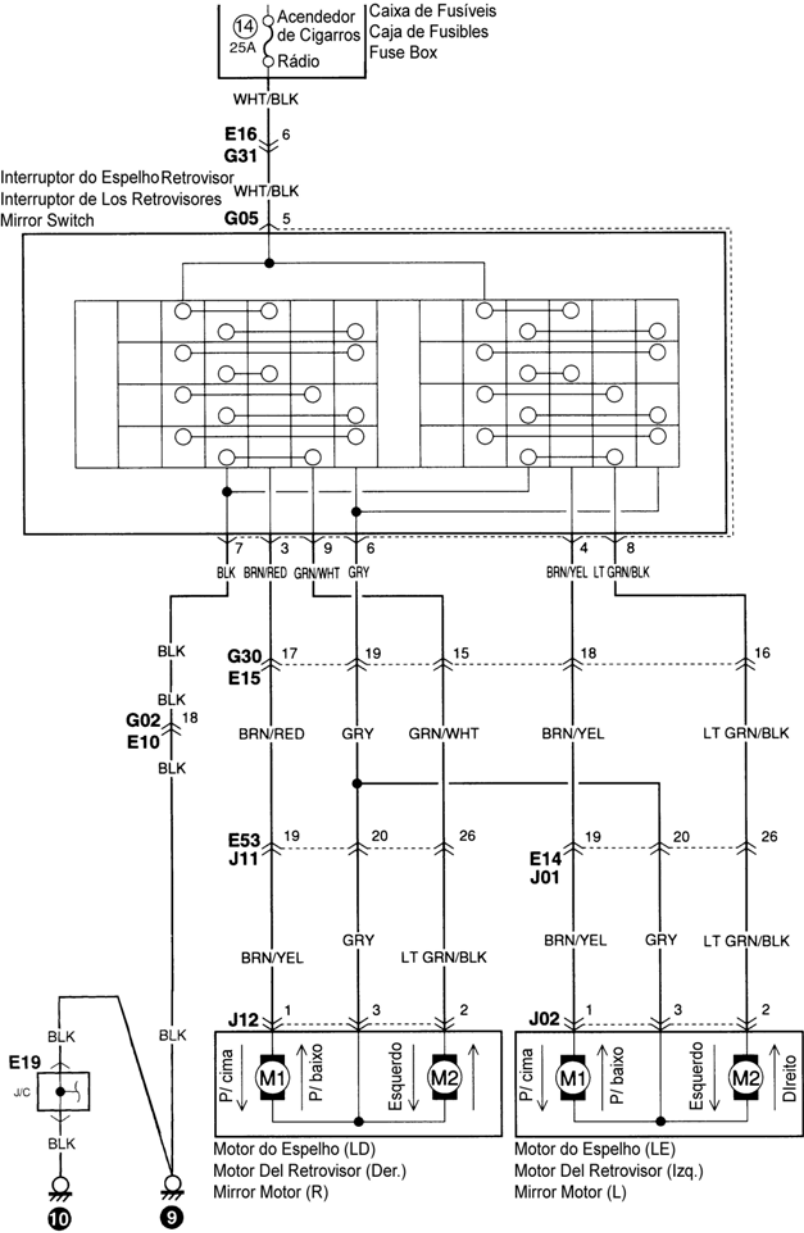 14
25A
Acendedor
de Cigarros
Rádio
Caixa de Fusíveis
Caja de Fusibles
Fuse Box
WHT/BLK
E16 6
G31
Interruptor do Espelho Retrovisor
Interruptor de Los Retrovisores
Mirror Switch
WHT/BLK
G05 5
7 3 9 6 4 8
BLK BRN/RED GRN/WHT GRY BRN/YEL LT GRN/BLK
BLK
G30 17 19 15 18 16
E15
BLK
G02 18
E10
BRN/RED GRY GRN/WHT BRN/YEL LT GRN/BLK
BLK
E53 19 20 26
J11
E14 19 20 26
J01
GRY
BRN/YEL LT GRN/BLK
BRN/YEL GRY LT GRN/BLK
J12 1 3 2
J02 1 3 2
BLK
BLK
E19
J/C
BLK
10
9
P/ cima M1 P/ baixo Esquerdo M2
P/ cima M1 P/ baixo Esquerdo M2 DIreito
Motor do Espelho (LD)
Motor Del Retrovisor (Der.)
Mirror Motor (R)
Motor do Espelho (LE)
Motor Del Retrovisor (Izq.)
Mirror Motor (L)